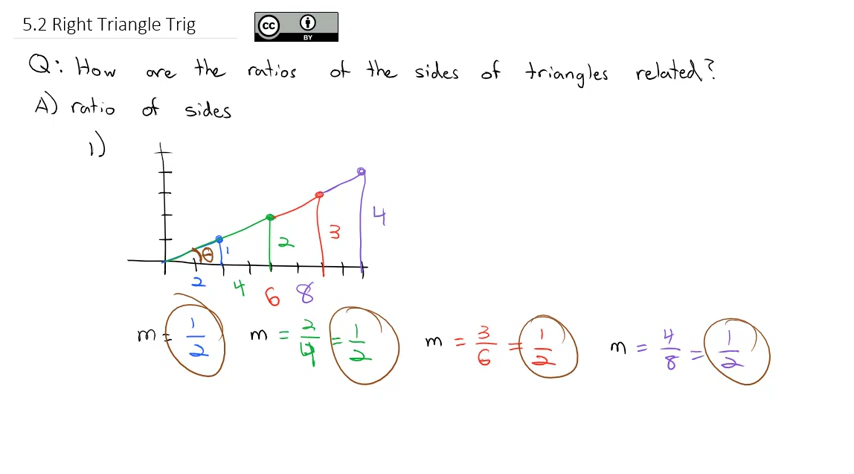 5.2 Right Triangle Trig
cc BY
Q: How are the ratios of the sides of triangles related?
A) ratio of sides
1)
θ 1 2 3 4
2 4 6 8
m = 1/2 m = 2/4 = 1/2 m = 3/6 = 1/2 m = 4/8 = 1/2